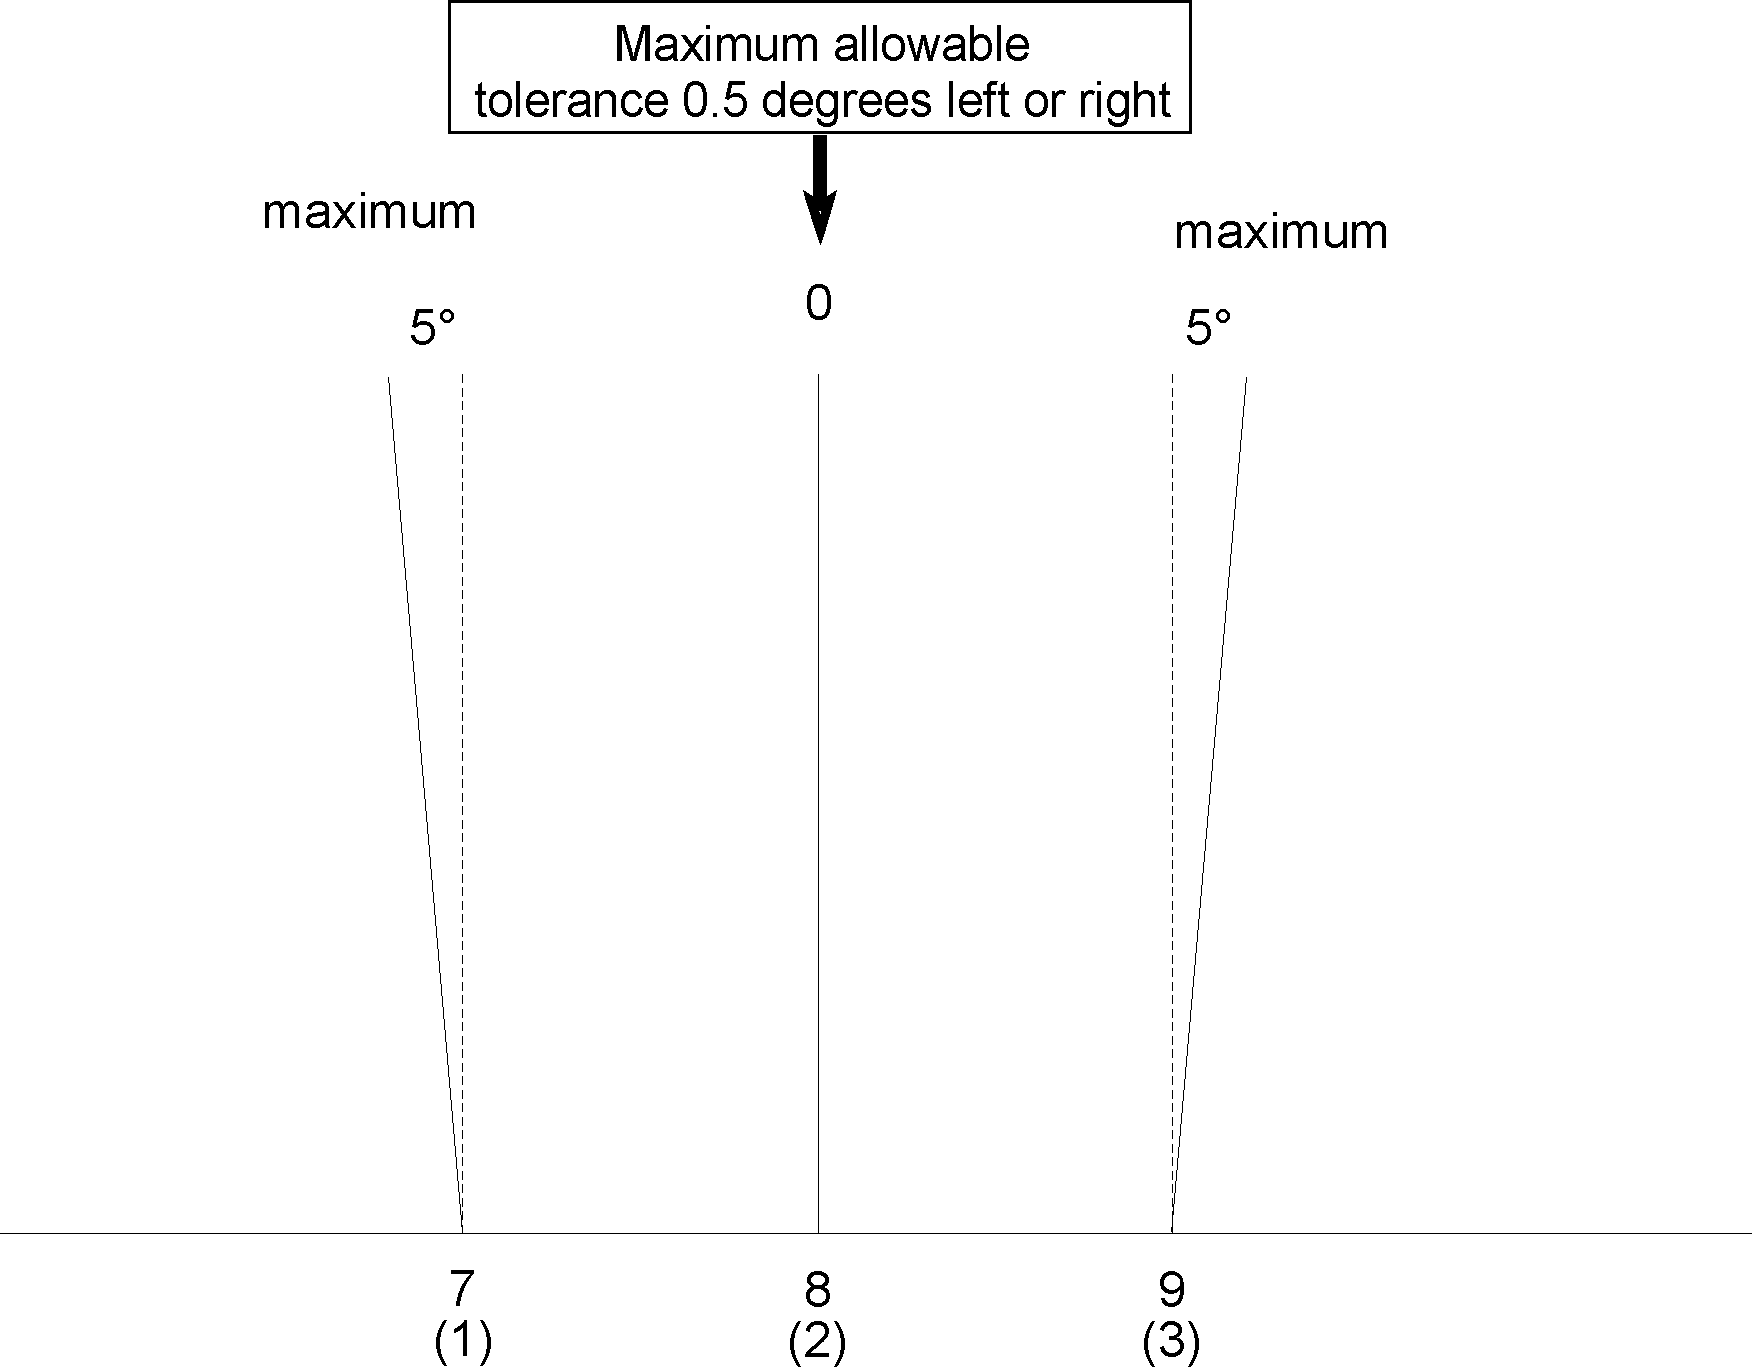 Maximum allowable
tolerance 0.5 degrees left or right
maximum
maximum
0
5°
5°
7
8
9
(1)
(2)
(3)